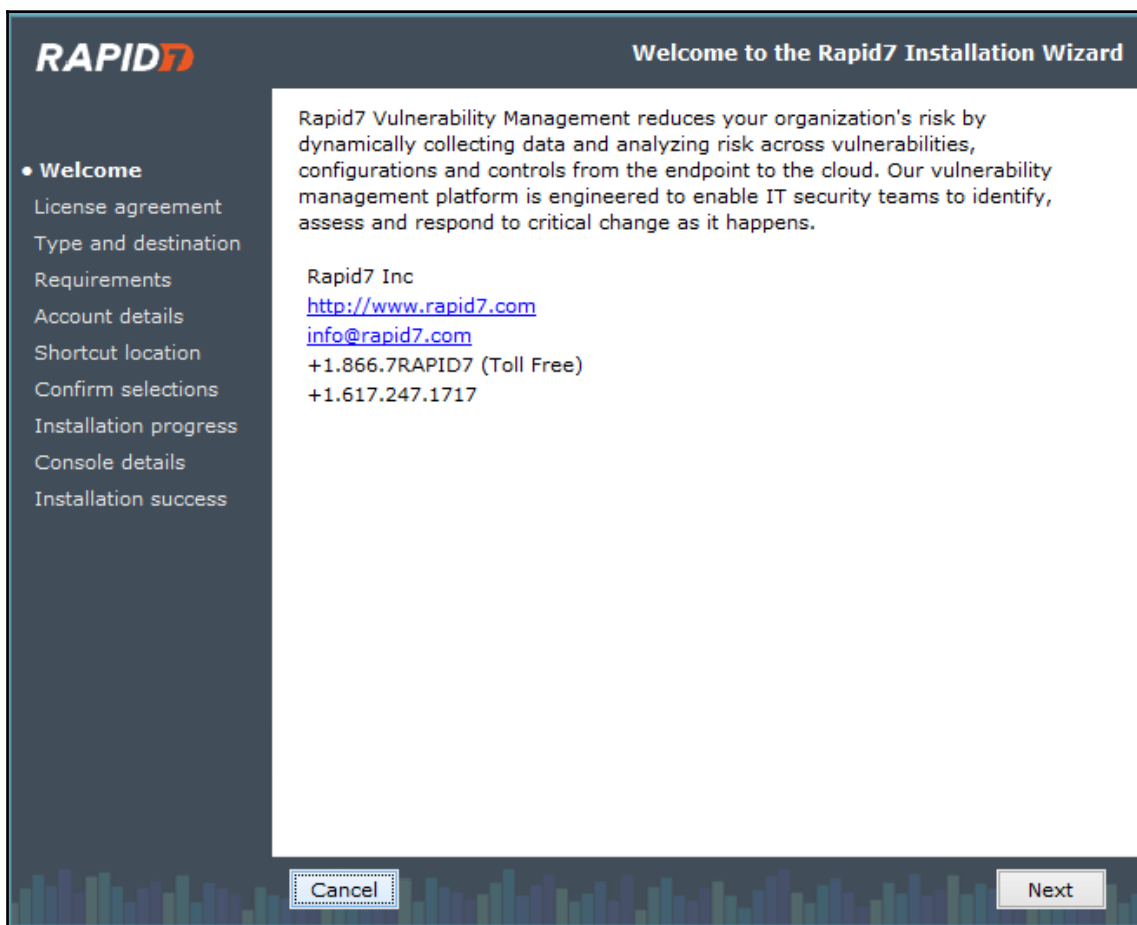 RAPID7
Welcome to the Rapid7 Installation Wizard
• Welcome
License agreement
Type and destination
Requirements
Account details
Shortcut location
Confirm selections
Installation progress
Console details
Installation success
Rapid7 Vulnerability Management reduces your organization's risk by
dynamically collecting data and analyzing risk across vulnerabilities,
configurations and controls from the endpoint to the cloud. Our vulnerability
management platform is engineered to enable IT security teams to identify,
assess and respond to critical change as it happens.
Rapid7 Inc
http://www.rapid7.com
info@rapid7.com
+1.866.7RAPID7 (Toll Free)
+1.617.247.1717
Cancel
Next